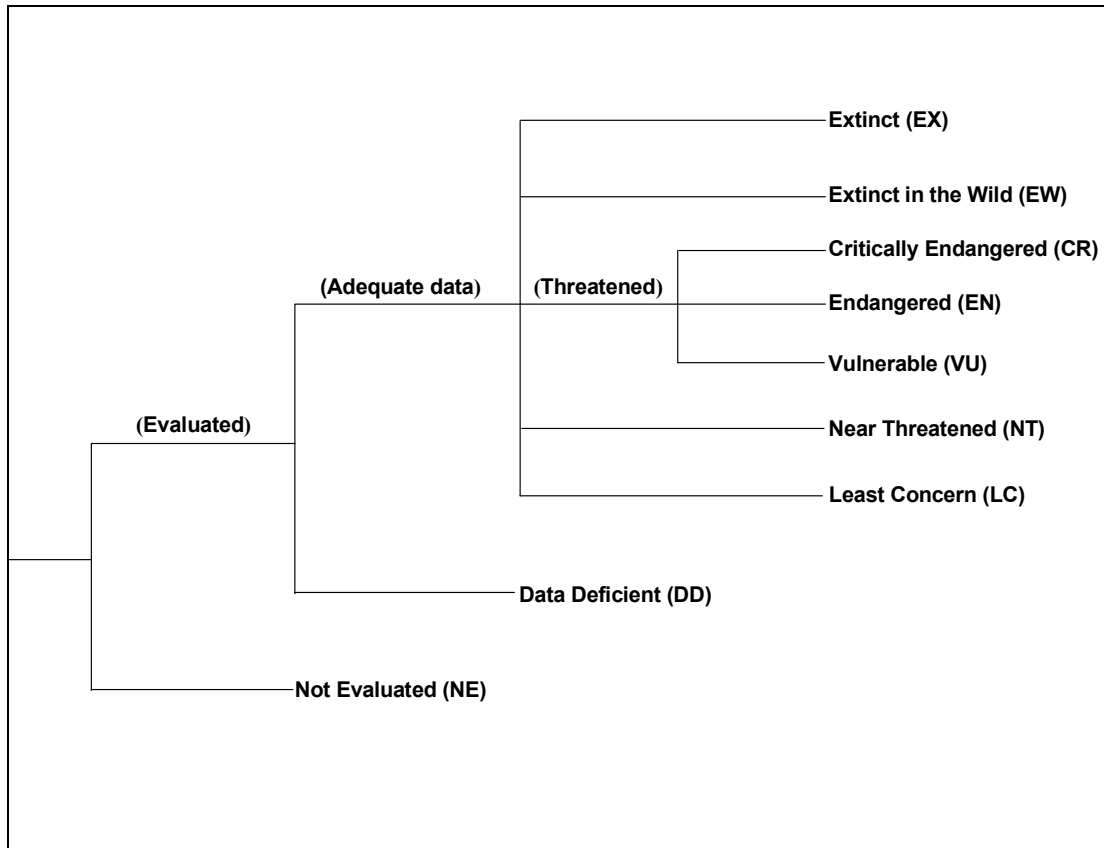 Extinct (EX)
Extinct in the Wild (EW)
Critically Endangered (CR)
(Adequate data)
(Threatened)
Endangered (EN)
Vulnerable (VU)
(Evaluated)
Near Threatened (NT)
Least Concern (LC)
Data Deficient (DD)
Not Evaluated (NE)